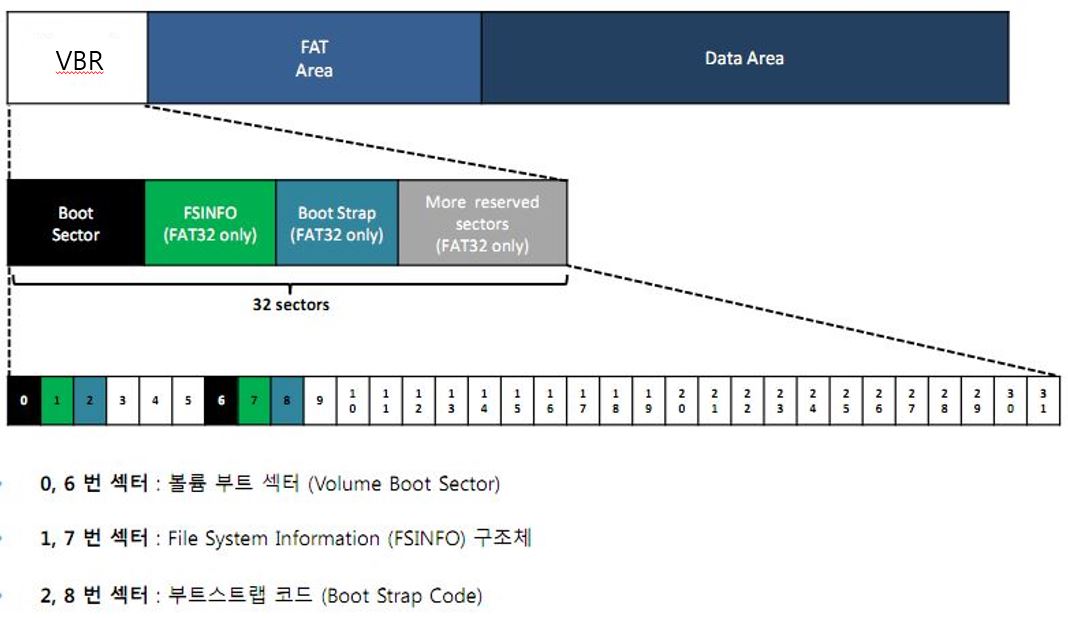 VBR
FAT
Area
Data Area
Boot
Sector
FSINFO
(FAT32 only)
Boot Strap
(FAT32 only)
More reserved
sectors
(FAT32 only)
32 sectors
0 1 2 3 4 5 6 7 8 9 10 11 12 13 14 15 16 17 18 19 20 21 22 23 24 25 26 27 28 29 30 31
0, 6 번 섹터 : 볼륨 부트 섹터 (Volume Boot Sector)
1, 7 번 섹터 : File System Information (FSINFO) 구조체
2, 8 번 섹터 : 부트스트랩 코드 (Boot Strap Code)